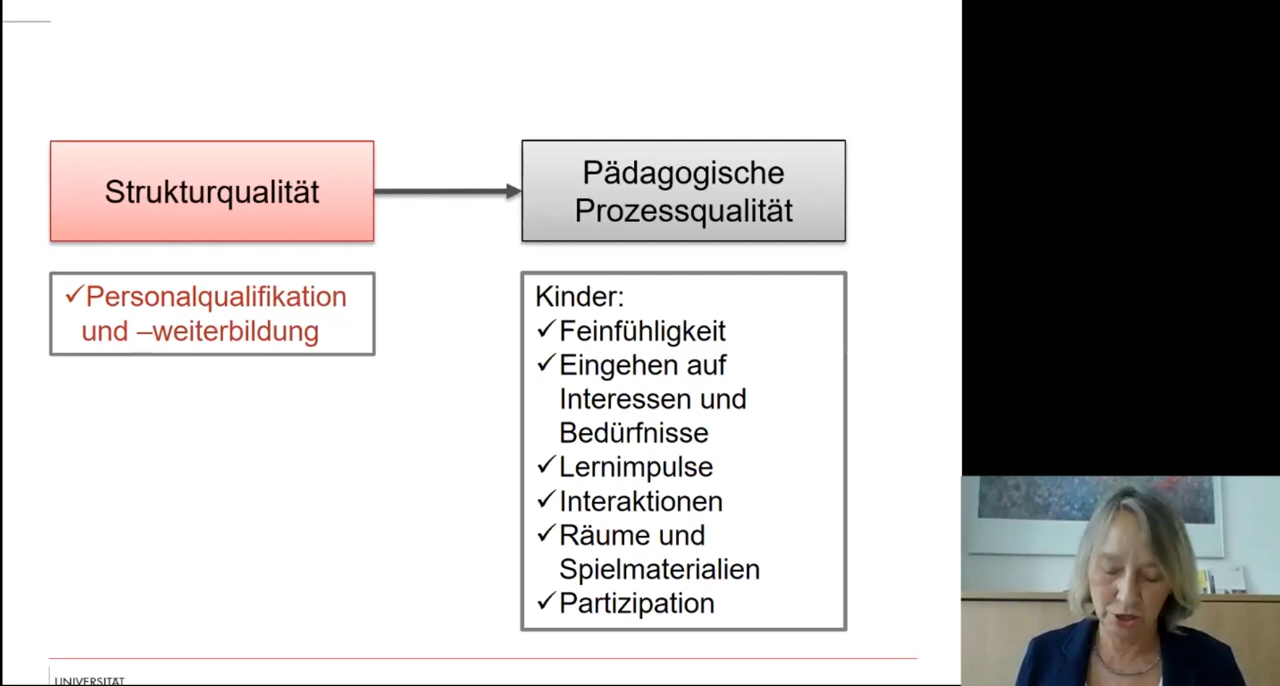 Strukturqualität
Pädagogische
Prozessqualität
✓Personalqualifikation
und –weiterbildung
Kinder:
✓Feinfühligkeit
✓Eingehen auf
Interessen und
Bedürfnisse
✓Lernimpulse
✓Interaktionen
✓Räume und
Spielmaterialien
✓Partizipation
UNIVERSITÄT